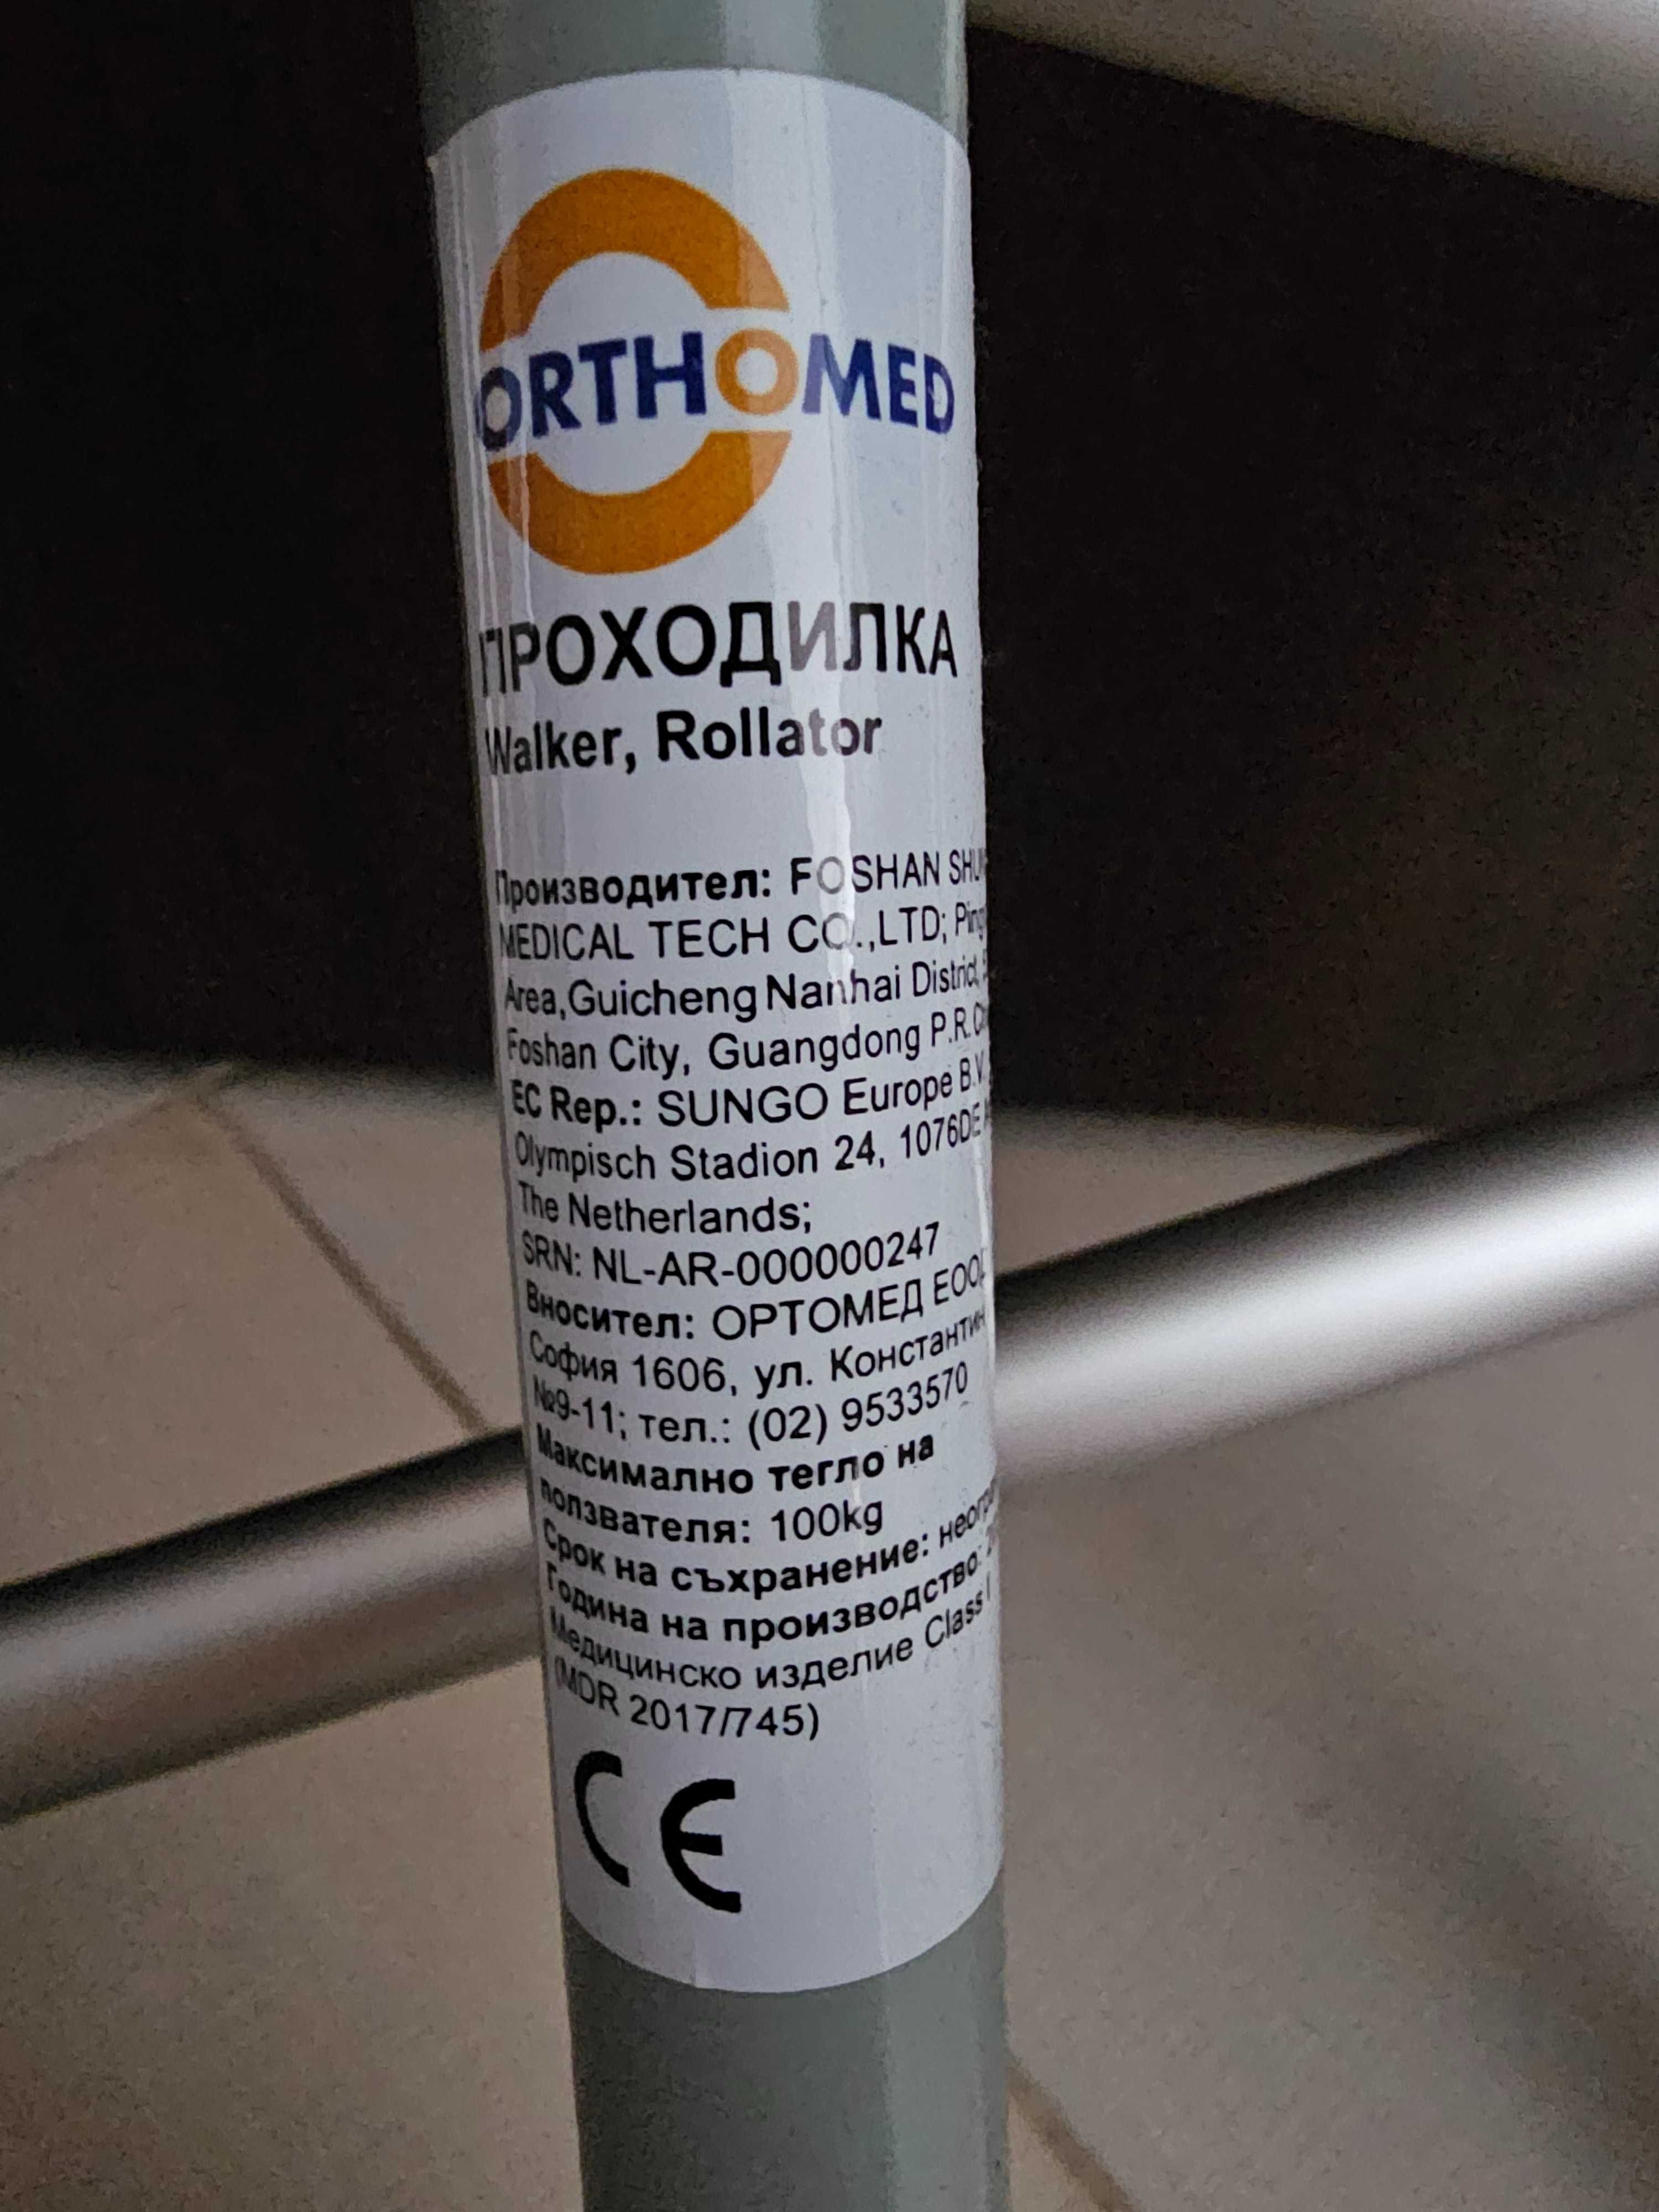 ORTHOMED
ПРОХОДИЛКА
Walker, Rollator
Производител: FOSHAN
MEDICAL TECH CO.,LTD;
Area,Guicheng Nanhai District,
Foshan City, Guangdong P.R.
EC Rep.: SUNGO Europe B.V.
Olympisch Stadion 24, 1076DE
The Netherlands;
SRN: NL-AR-000000247
Вносител: ОРТОМЕД ЕООД
София 1606, ул. Константин
№9-11; тел.: (02) 9533570
Максимално тегло на
ползвателя: 100kg
Срок на съхранение:
Година на производство:
Медицинско изделие Class I
(MDR 2017/745)
CE